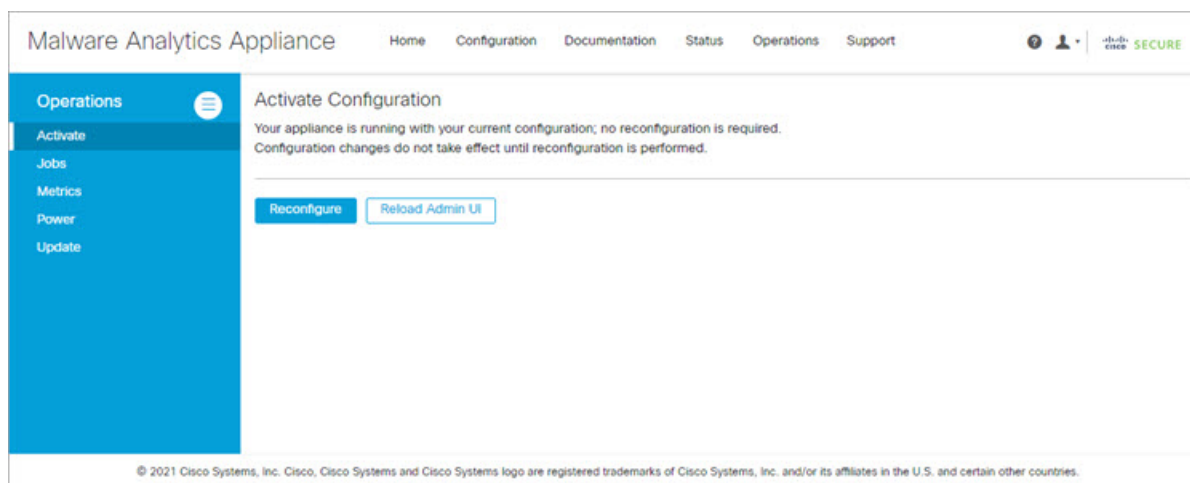 Malware Analytics Appliance
Home Configuration Documentation Status Operations Support
cisco SECURE
Operations
Activate
Jobs
Metrics
Power
Update
Activate Configuration
Your appliance is running with your current configuration; no reconfiguration is required.
Configuration changes do not take effect until reconfiguration is performed.
Reconfigure Reload Admin UI
© 2021 Cisco Systems, Inc. Cisco, Cisco Systems and Cisco Systems logo are registered trademarks of Cisco Systems, Inc. and/or its affiliates in the U.S. and certain other countries.